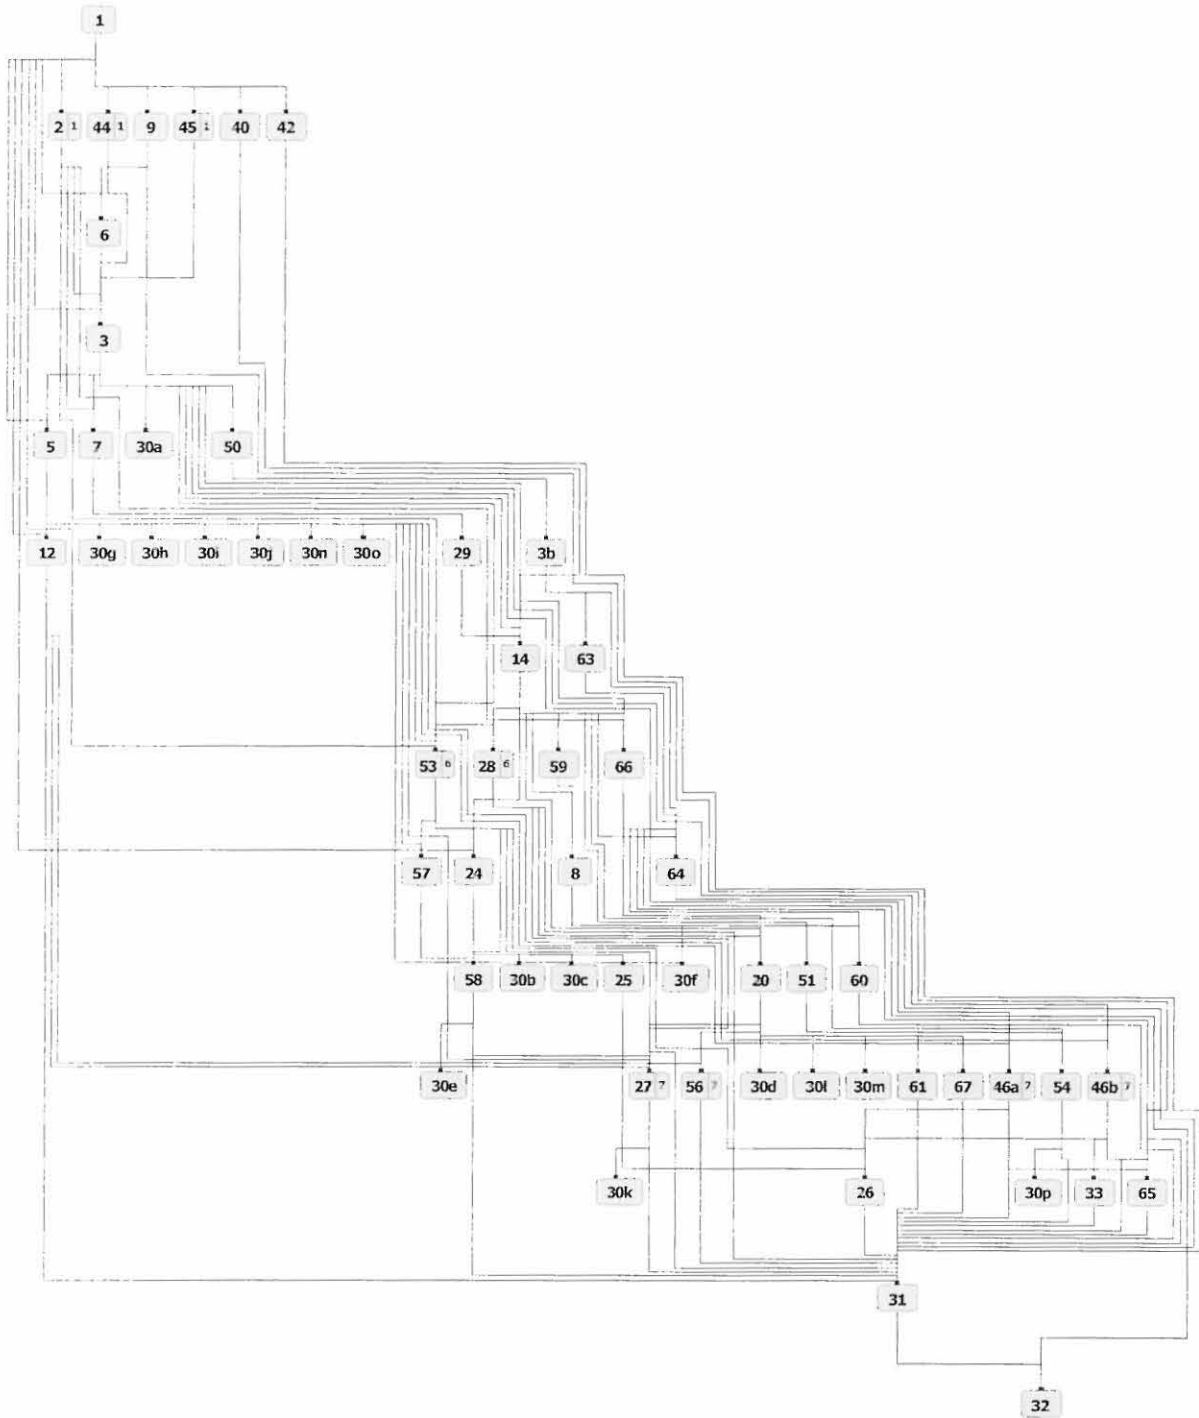 1
2 1 44 1 9 45 1 40 42
6
3
5 7 30a 50
12 30g 30h 30i 30j 30n 30o 29 3b
14 63
53 6 28 6 59 66
57 24 8 64
58 30b 30c 25 30f 20 51 60
30e 27 7 56 7 30d 30l 30m 61 67 46a 7 54 46b 7
30k 26 30p 33 65
31
32